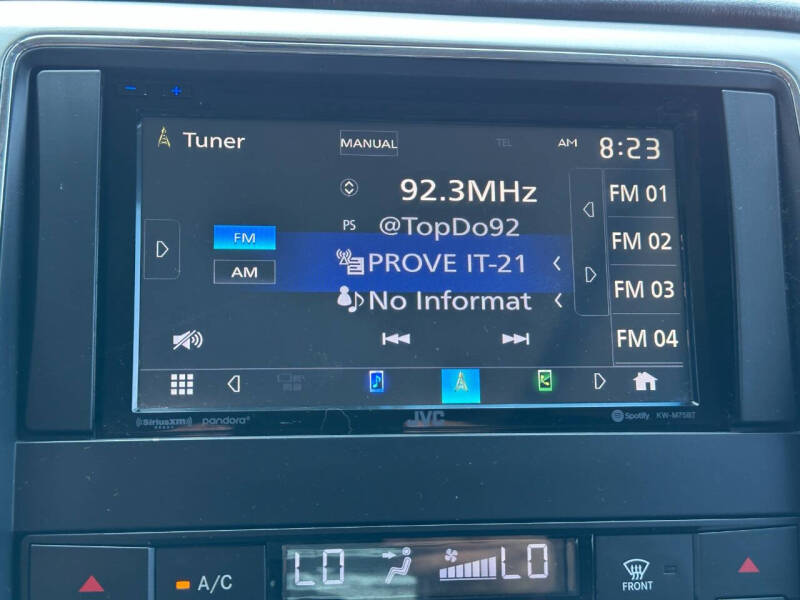 - +
Tuner MANUAL TEL AM 8:23
92.3MHz FM 01
PS @TopDo92
FM FM 02
PROVE IT-21
AM FM 03
No Informat
FM 04
((SiriusXM)) pandora JVC Spotify KW-M75BT
A/C LO LO FRONT